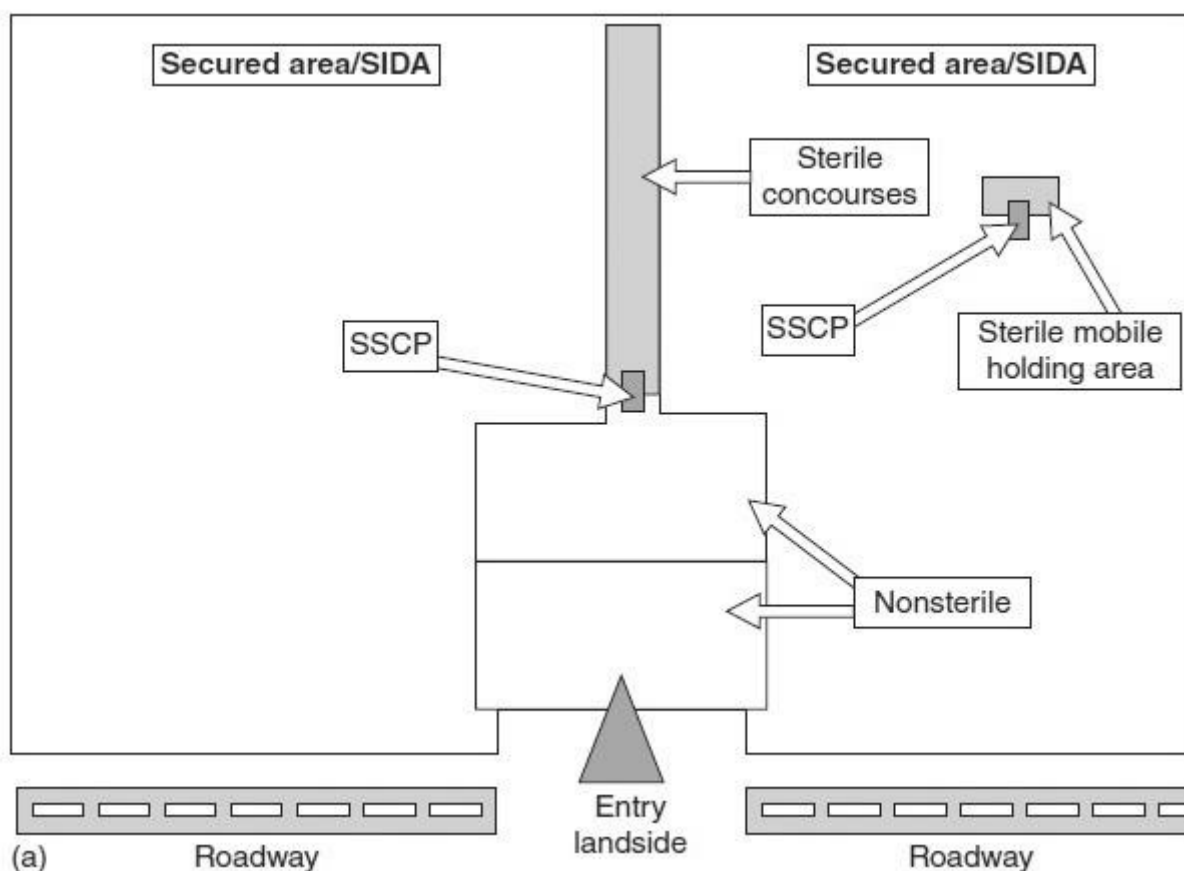 Secured area/SIDA
Secured area/SIDA
Sterile
concourses
SSCP
SSCP
Sterile mobile
holding area
Nonsterile
Entry
landside
(a)
Roadway
Roadway